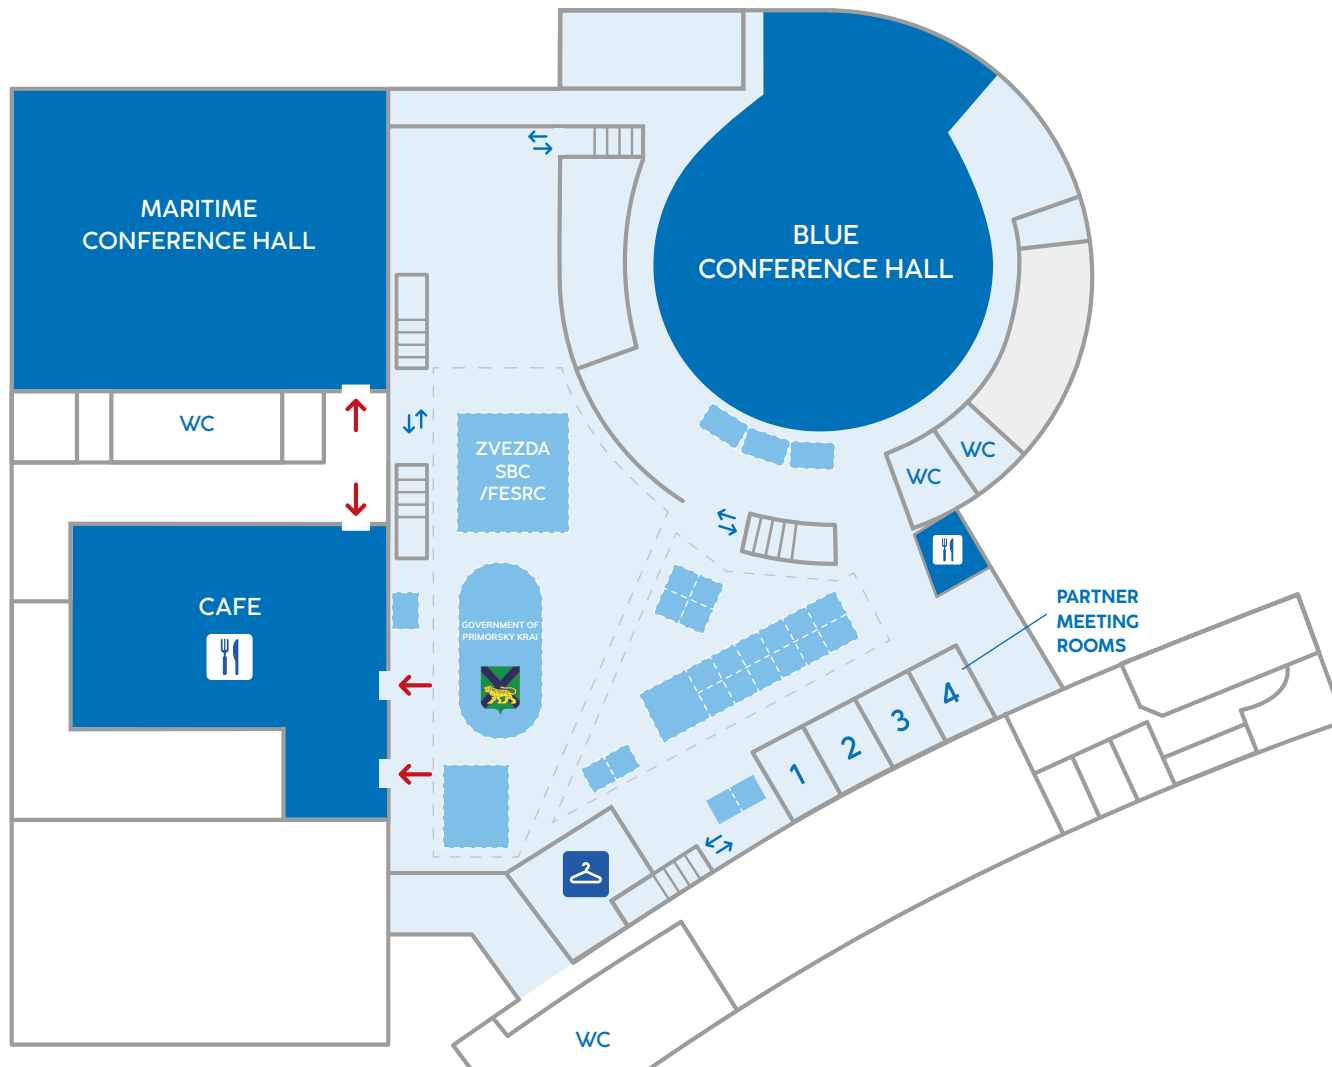 MARITIME
CONFERENCE HALL
BLUE
CONFERENCE HALL
WC
ZVEZDA
SBC
/FESRC
WC
WC
CAFE
GOVERNMENT OF
PRIMORSKY KRAI
PARTNER
MEETING
ROOMS
1
2
3
4
WC